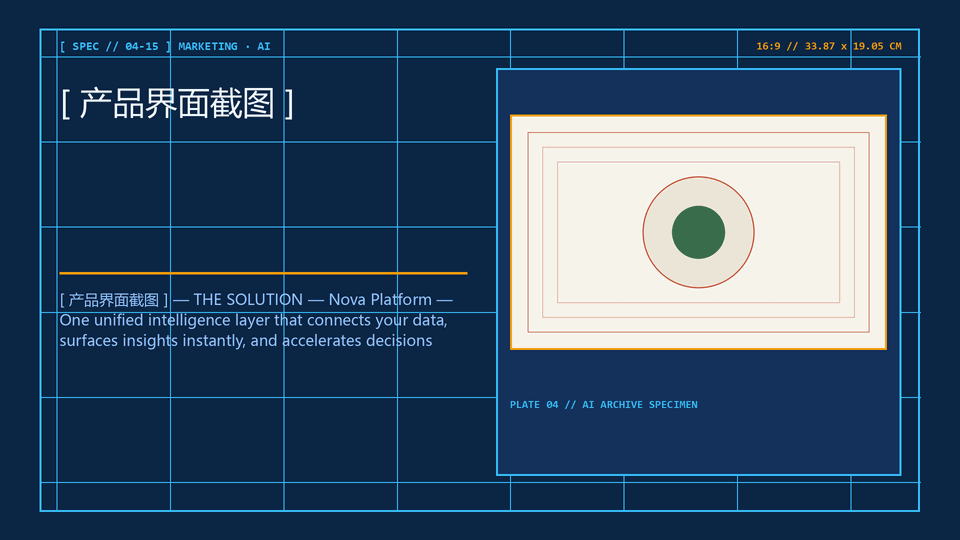 [ SPEC // 04-15 ] MARKETING · AI
16:9 // 33.87 x 19.05 CM
[ 产品界面截图 ]
[ 产品界面截图 ] — THE SOLUTION — Nova Platform —
One unified intelligence layer that connects your data,
surfaces insights instantly, and accelerates decisions
PLATE 04 // AI ARCHIVE SPECIMEN